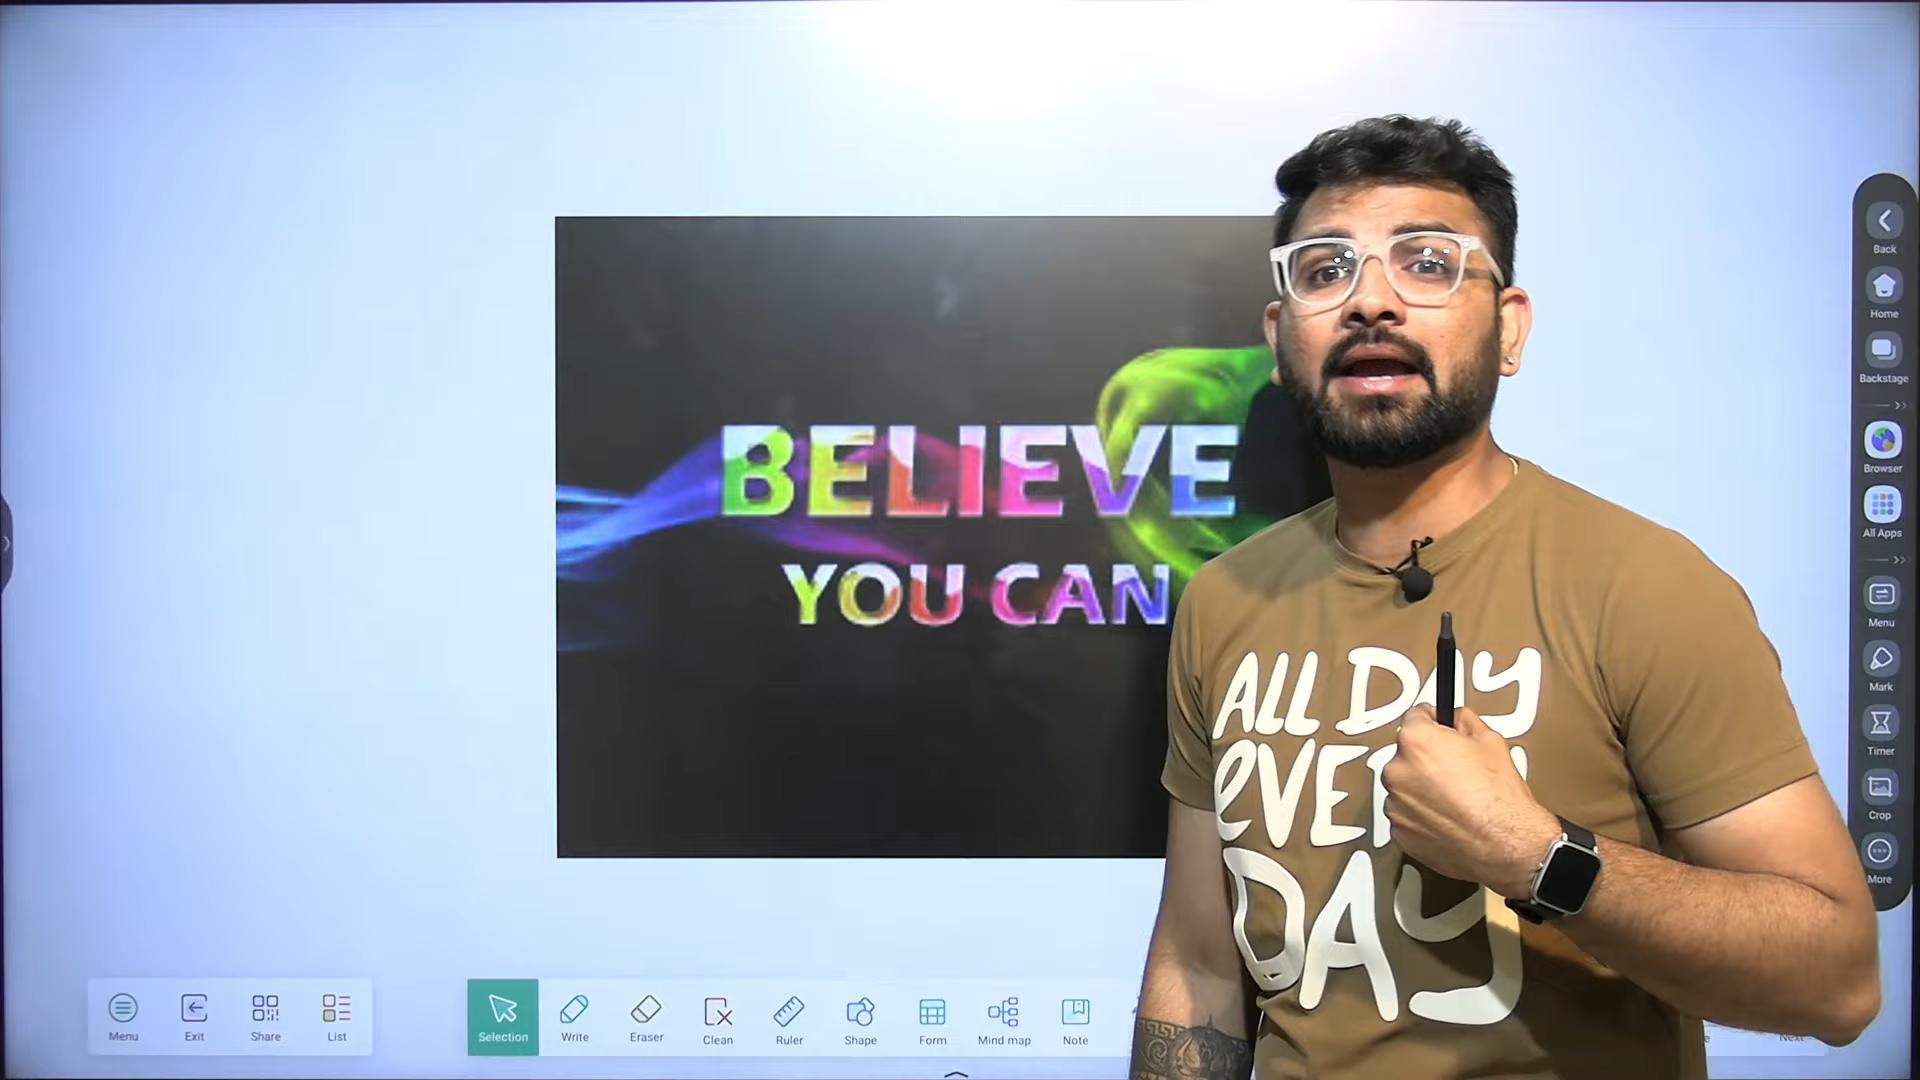 BELIEVE
YOU CAN
ALL DAY
EVERY
DAY
Back
Home
Backstage
Browser
All Apps
Menu
Mark
Timer
Crop
More
Menu
Exit
Share
List
Selection
Write
Eraser
Clean
Ruler
Shape
Form
Mind map
Note
Next